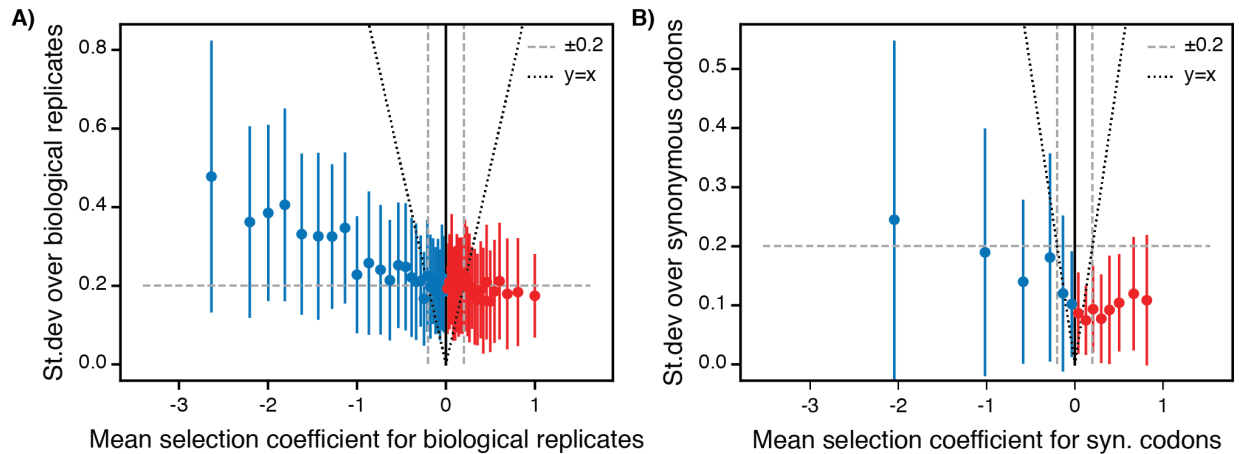 A)
St.dev over biological replicates
0.8
0.6
0.4
0.2
0.0
-3
-2
-1
0
1
Mean selection coefficient for biological replicates
±0.2
y=x
B)
St.dev over synonymous codons
0.5
0.4
0.3
0.2
0.1
0.0
-3
-2
-1
0
1
Mean selection coefficient for syn. codons
±0.2
y=x